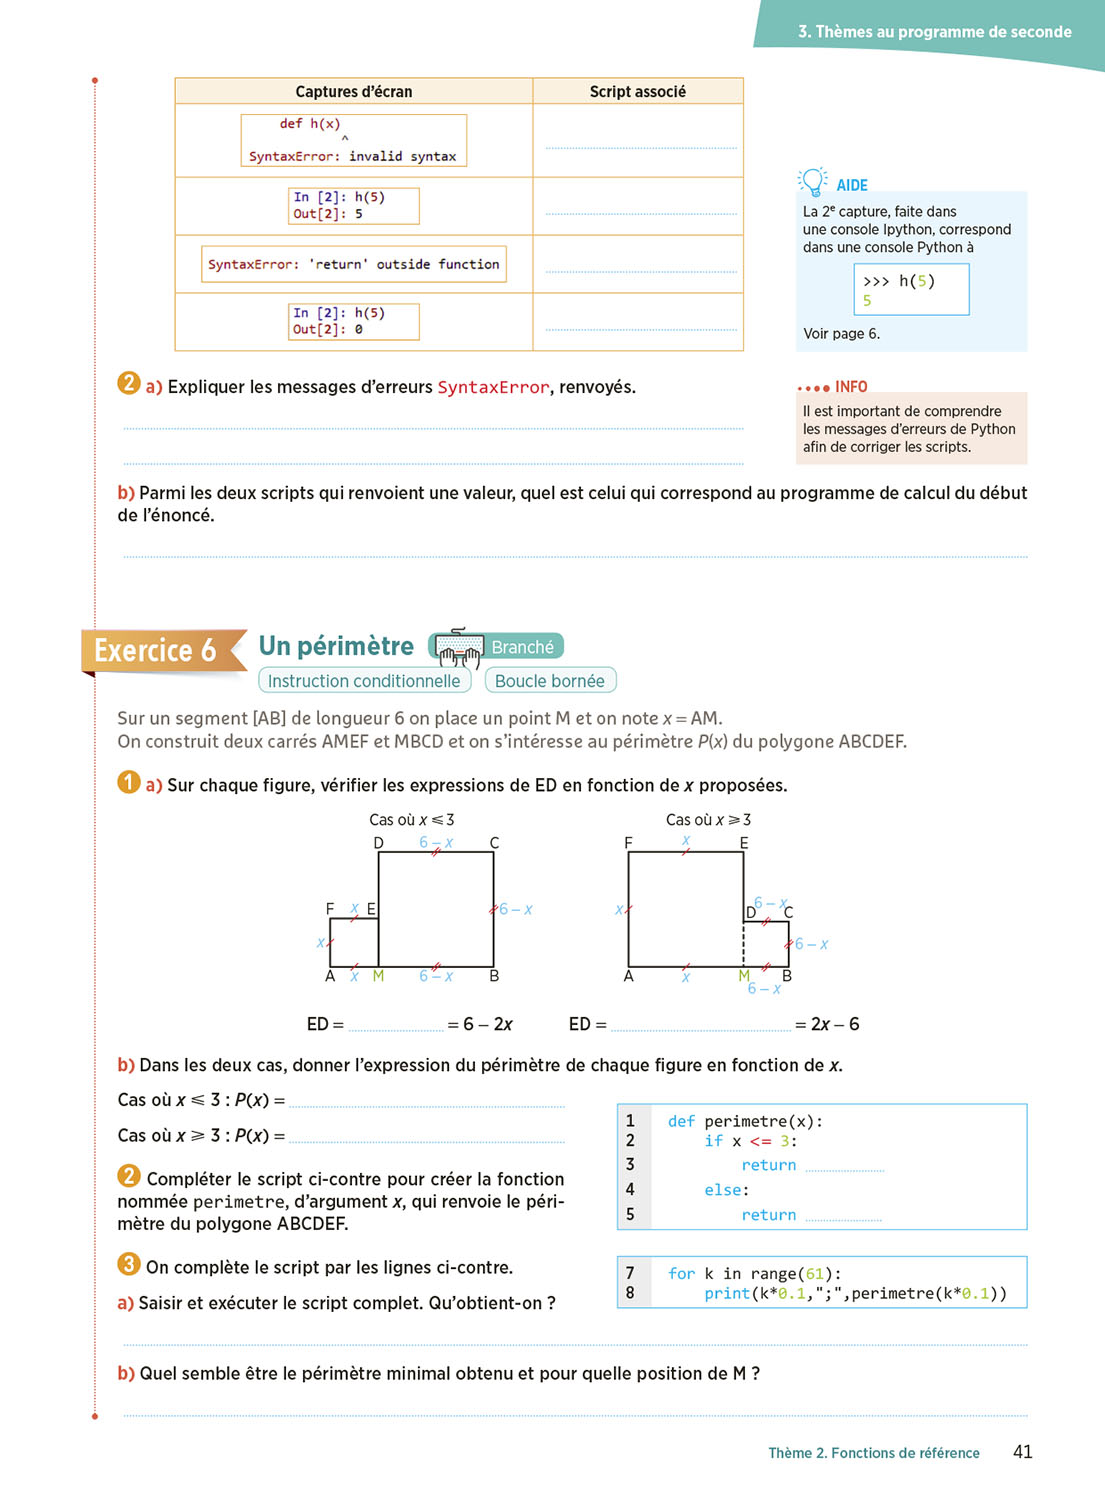 3. Thèmes au programme de seconde
Captures d'écran
Script associé
def h(x)
^
SyntaxError: invalid syntax
In [2]: h(5)
Out[2]: 5
SyntaxError: 'return' outside function
In [2]: h(5)
Out[2]: 0
AIDE
La 2e capture, faite dans
une console Ipython, correspond
dans une console Python à
>>> h(5)
5
Voir page 6.
2 a) Expliquer les messages d'erreurs SyntaxError, renvoyés.
INFO
Il est important de comprendre
les messages d'erreurs de Python
afin de corriger les scripts.
b) Parmi les deux scripts qui renvoient une valeur, quel est celui qui correspond au programme de calcul du début
de l'énoncé.
Exercice 6
Un périmètre
Branché
Instruction conditionnelle
Boucle bornée
Sur un segment [AB] de longueur 6 on place un point M et on note x = AM.
On construit deux carrés AMEF et MBCD et on s'intéresse au périmètre P(x) du polygone ABCDEF.
1 a) Sur chaque figure, vérifier les expressions de ED en fonction de x proposées.
Cas où x ⩽ 3
D 6 – x C
F x E
6 – x
x
A x M 6 – x B
Cas où x ⩾ 3
F x E
6 – x
x D C
6 – x
A x M B
6 – x
ED = = 6 – 2x
ED = = 2x – 6
b) Dans les deux cas, donner l'expression du périmètre de chaque figure en fonction de x.
Cas où x ⩽ 3 : P(x) =
Cas où x ⩾ 3 : P(x) =
2 Compléter le script ci-contre pour créer la fonction
nommée perimetre, d'argument x, qui renvoie le péri-
mètre du polygone ABCDEF.
1 def perimetre(x):
2 if x <= 3:
3 return
4 else:
5 return
3 On complète le script par les lignes ci-contre.
a) Saisir et exécuter le script complet. Qu'obtient-on ?
7 for k in range(61):
8 print(k*0.1,";",perimetre(k*0.1))
b) Quel semble être le périmètre minimal obtenu et pour quelle position de M ?
Thème 2. Fonctions de référence 41